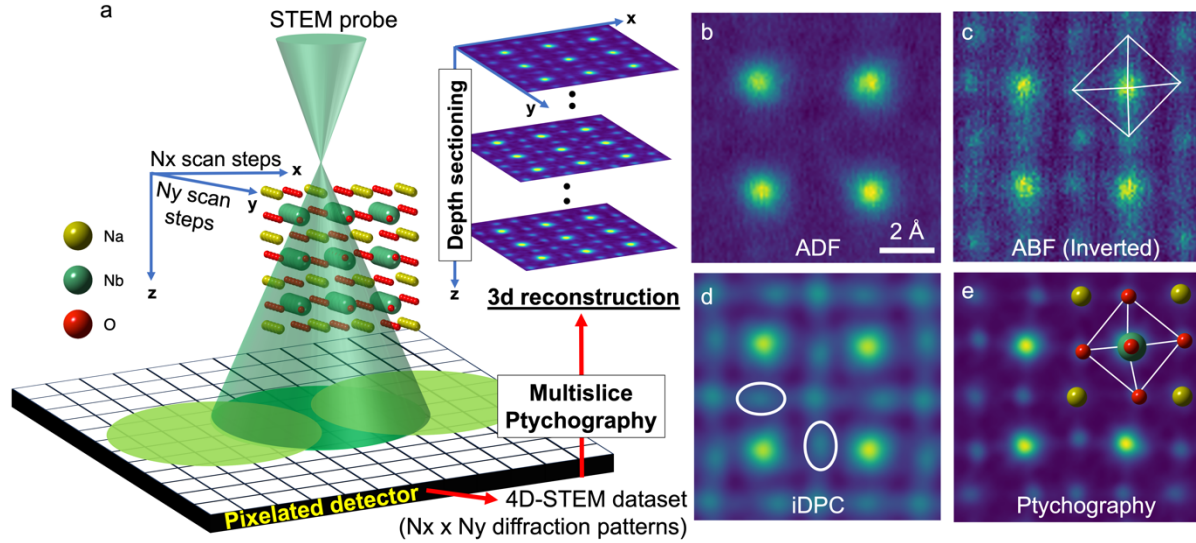 a
STEM probe
Nx scan steps
x
Ny scan
steps
y
z
Na
Nb
O
Pixelated detector
4D-STEM dataset
(Nx x Ny diffraction patterns)
Multislice
Ptychography
3d reconstruction
Depth sectioning
x
y
z
b
ADF
2 Å
c
ABF (Inverted)
d
iDPC
e
Ptychography